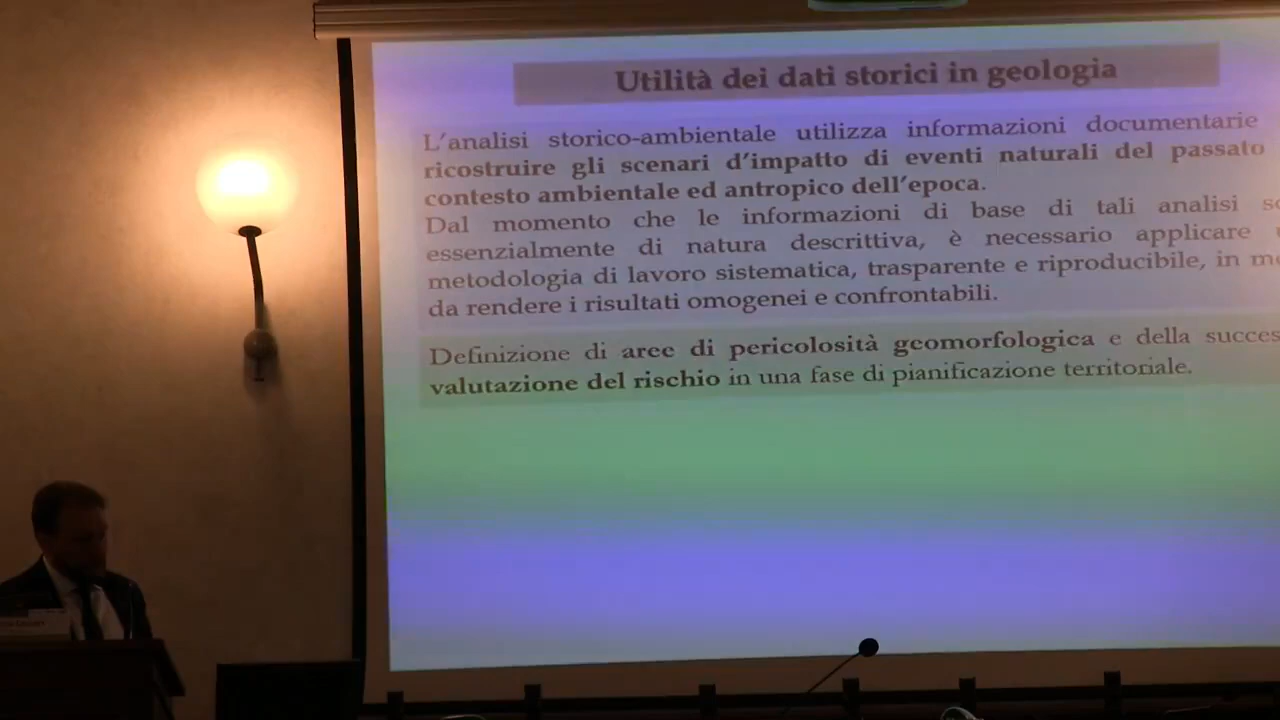 Utilità dei dati storici in geologia
L'analisi storico-ambientale utilizza informazioni documentarie
ricostruire gli scenari d'impatto di eventi naturali del passato
contesto ambientale ed antropico dell'epoca.
Dal momento che le informazioni di base di tali analisi
essenzialmente di natura descrittiva, è necessario applicare
metodologia di lavoro sistematica, trasparente e riproducibile, in
da rendere i risultati omogenei e confrontabili.
Definizione di aree di pericolosità geomorfologica e della
valutazione del rischio in una fase di pianificazione territoriale.